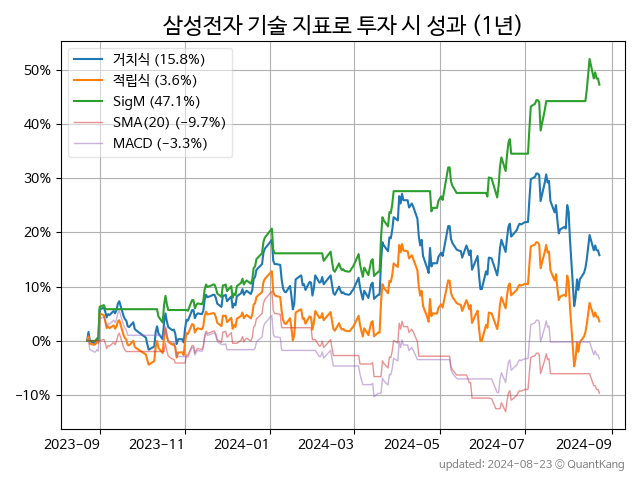 삼성전자 기술 지표로 투자 시 성과 (1년)
거치식 (15.8%)
적립식 (3.6%)
SigM (47.1%)
SMA(20) (−9.7%)
MACD (−3.3%)
50%
40%
30%
20%
10%
0%
−10%
2023-09 2023-11 2024-01 2024-03 2024-05 2024-07 2024-09
updated: 2024-08-23 ⓒ QuantKang